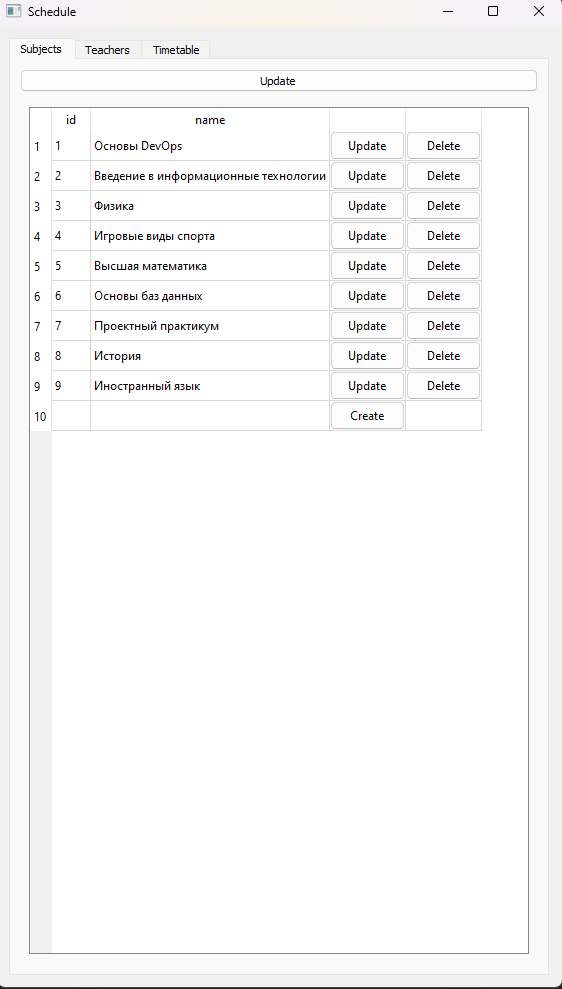 Schedule
Subjects Teachers Timetable
Update
id name
1 1 Основы DevOps Update Delete
2 2 Введение в информационные технологии Update Delete
3 3 Физика Update Delete
4 4 Игровые виды спорта Update Delete
5 5 Высшая математика Update Delete
6 6 Основы баз данных Update Delete
7 7 Проектный практикум Update Delete
8 8 История Update Delete
9 9 Иностранный язык Update Delete
10 Create